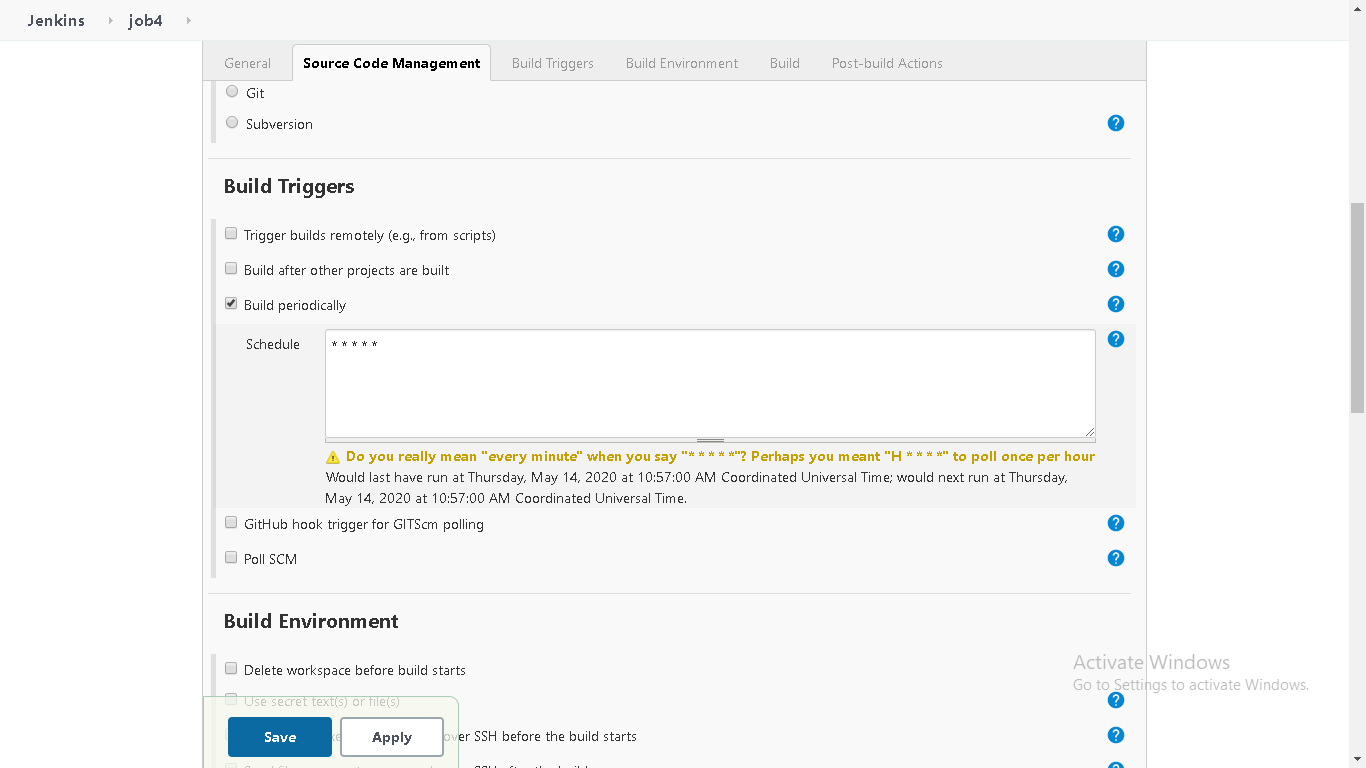 Jenkins job4
General Source Code Management Build Triggers Build Environment Build Post-build Actions
Git
Subversion
Build Triggers
Trigger builds remotely (e.g., from scripts)
Build after other projects are built
Build periodically
Schedule * * * * *
Do you really mean "every minute" when you say "* * * * *"? Perhaps you meant "H * * * *" to poll once per hour
Would last have run at Thursday, May 14, 2020 at 10:57:00 AM Coordinated Universal Time; would next run at Thursday,
May 14, 2020 at 10:57:00 AM Coordinated Universal Time.
GitHub hook trigger for GITScm polling
Poll SCM
Build Environment
Delete workspace before build starts
Activate Windows
Go to Settings to activate Windows.
Use secret text(s) or file(s)
Save Apply
SSH before the build starts